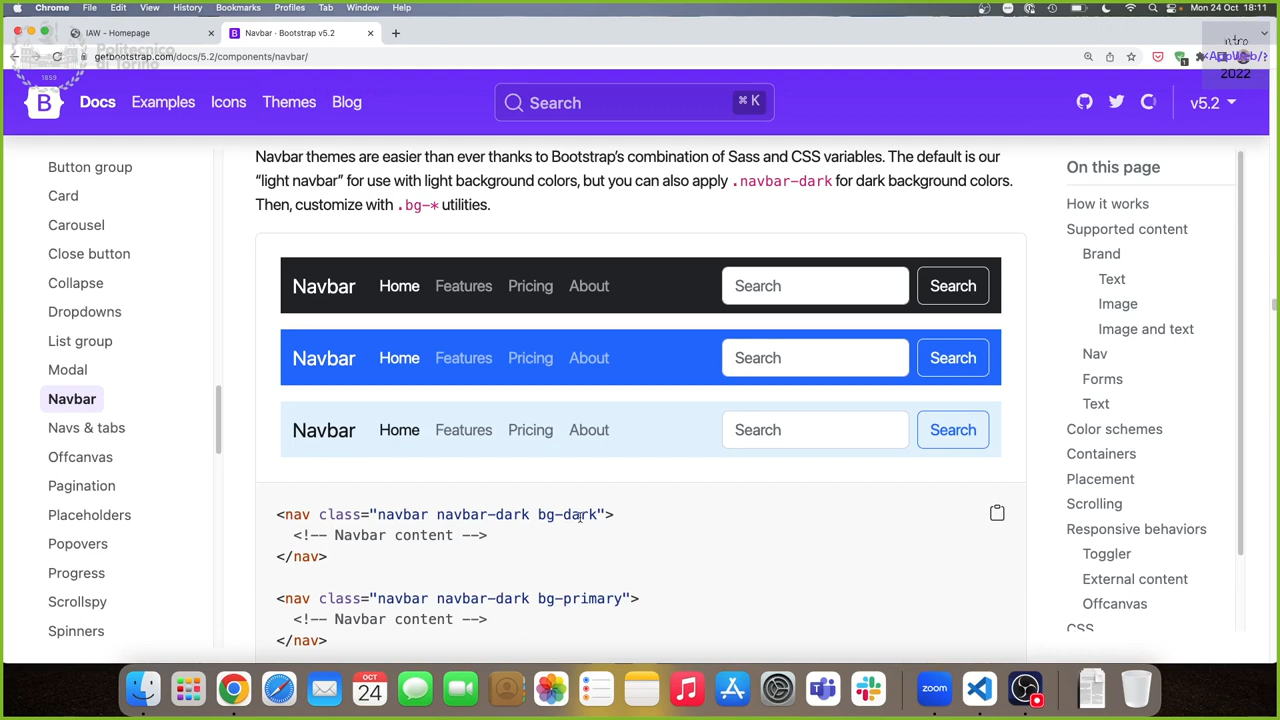 Chrome File Edit View History Bookmarks Profiles Tab Window Help Mon 24 Oct 18:11
IAW - Homepage
Navbar · Bootstrap v5.2
getbootstrap.com/docs/5.2/components/navbar/
Politecnico
di Torino
1859
intro
<AppWeb/>
2022
B Docs Examples Icons Themes Blog Search ⌘ K v5.2
Button group
Card
Carousel
Close button
Collapse
Dropdowns
List group
Modal
Navbar
Navs & tabs
Offcanvas
Pagination
Placeholders
Popovers
Progress
Scrollspy
Spinners
Navbar themes are easier than ever thanks to Bootstrap's combination of Sass and CSS variables. The default is our
“light navbar” for use with light background colors, but you can also apply .navbar-dark for dark background colors.
Then, customize with .bg-* utilities.
Navbar Home Features Pricing About Search Search
Navbar Home Features Pricing About Search Search
Navbar Home Features Pricing About Search Search
<nav class="navbar navbar-dark bg-dark">
<!-- Navbar content -->
</nav>
<nav class="navbar navbar-dark bg-primary">
<!-- Navbar content -->
</nav>
On this page
How it works
Supported content
Brand
Text
Image
Image and text
Nav
Forms
Text
Color schemes
Containers
Placement
Scrolling
Responsive behaviors
Toggler
External content
Offcanvas
CSS
OCT
24
zoom